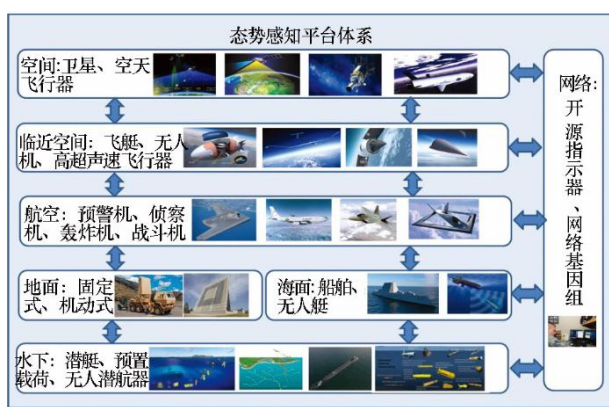 态势感知平台体系
空间:卫星、空天
飞行器
临近空间：飞艇、无人
机、高超声速飞行器
航空：预警机、侦察
机、轰炸机、战斗机
地面：固定
式、机动式
海面：船舶、
无人艇
水下：潜艇、预置
载荷、无人潜航器
网络：
开源指示器、网络基因组